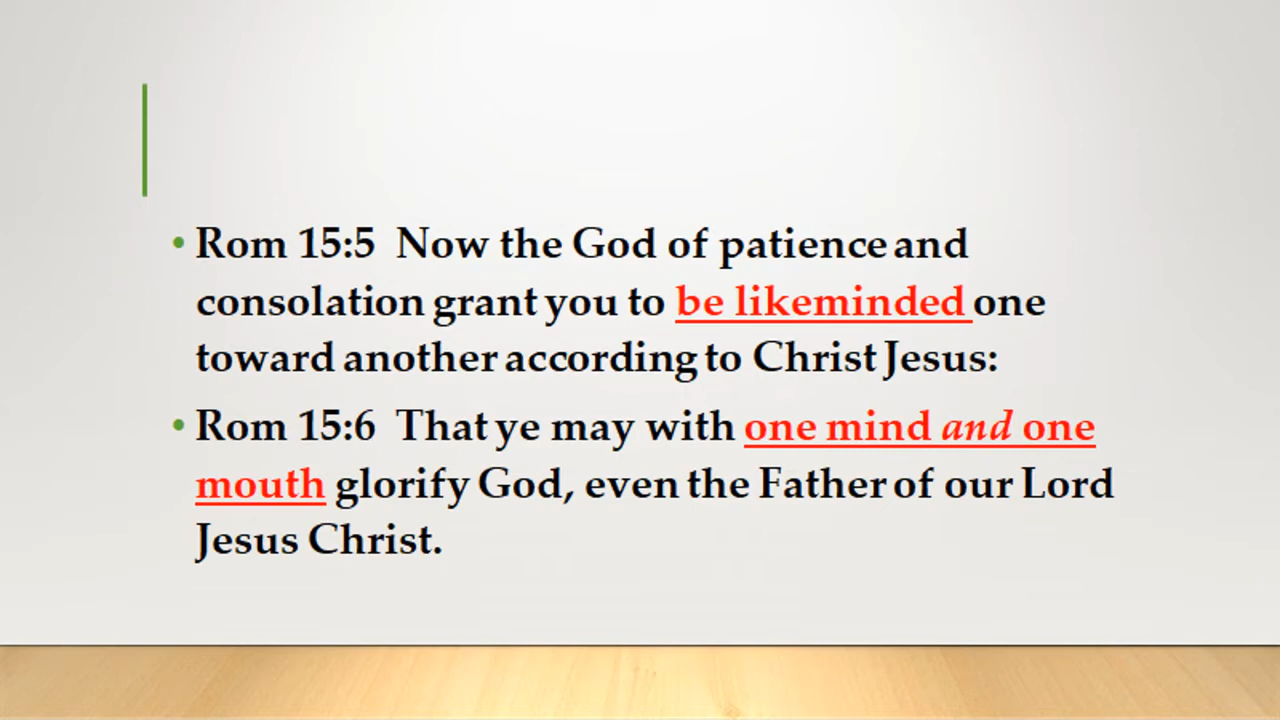 • Rom 15:5  Now the God of patience and
consolation grant you to be likeminded one
toward another according to Christ Jesus:
• Rom 15:6  That ye may with one mind and one
mouth glorify God, even the Father of our Lord
Jesus Christ.